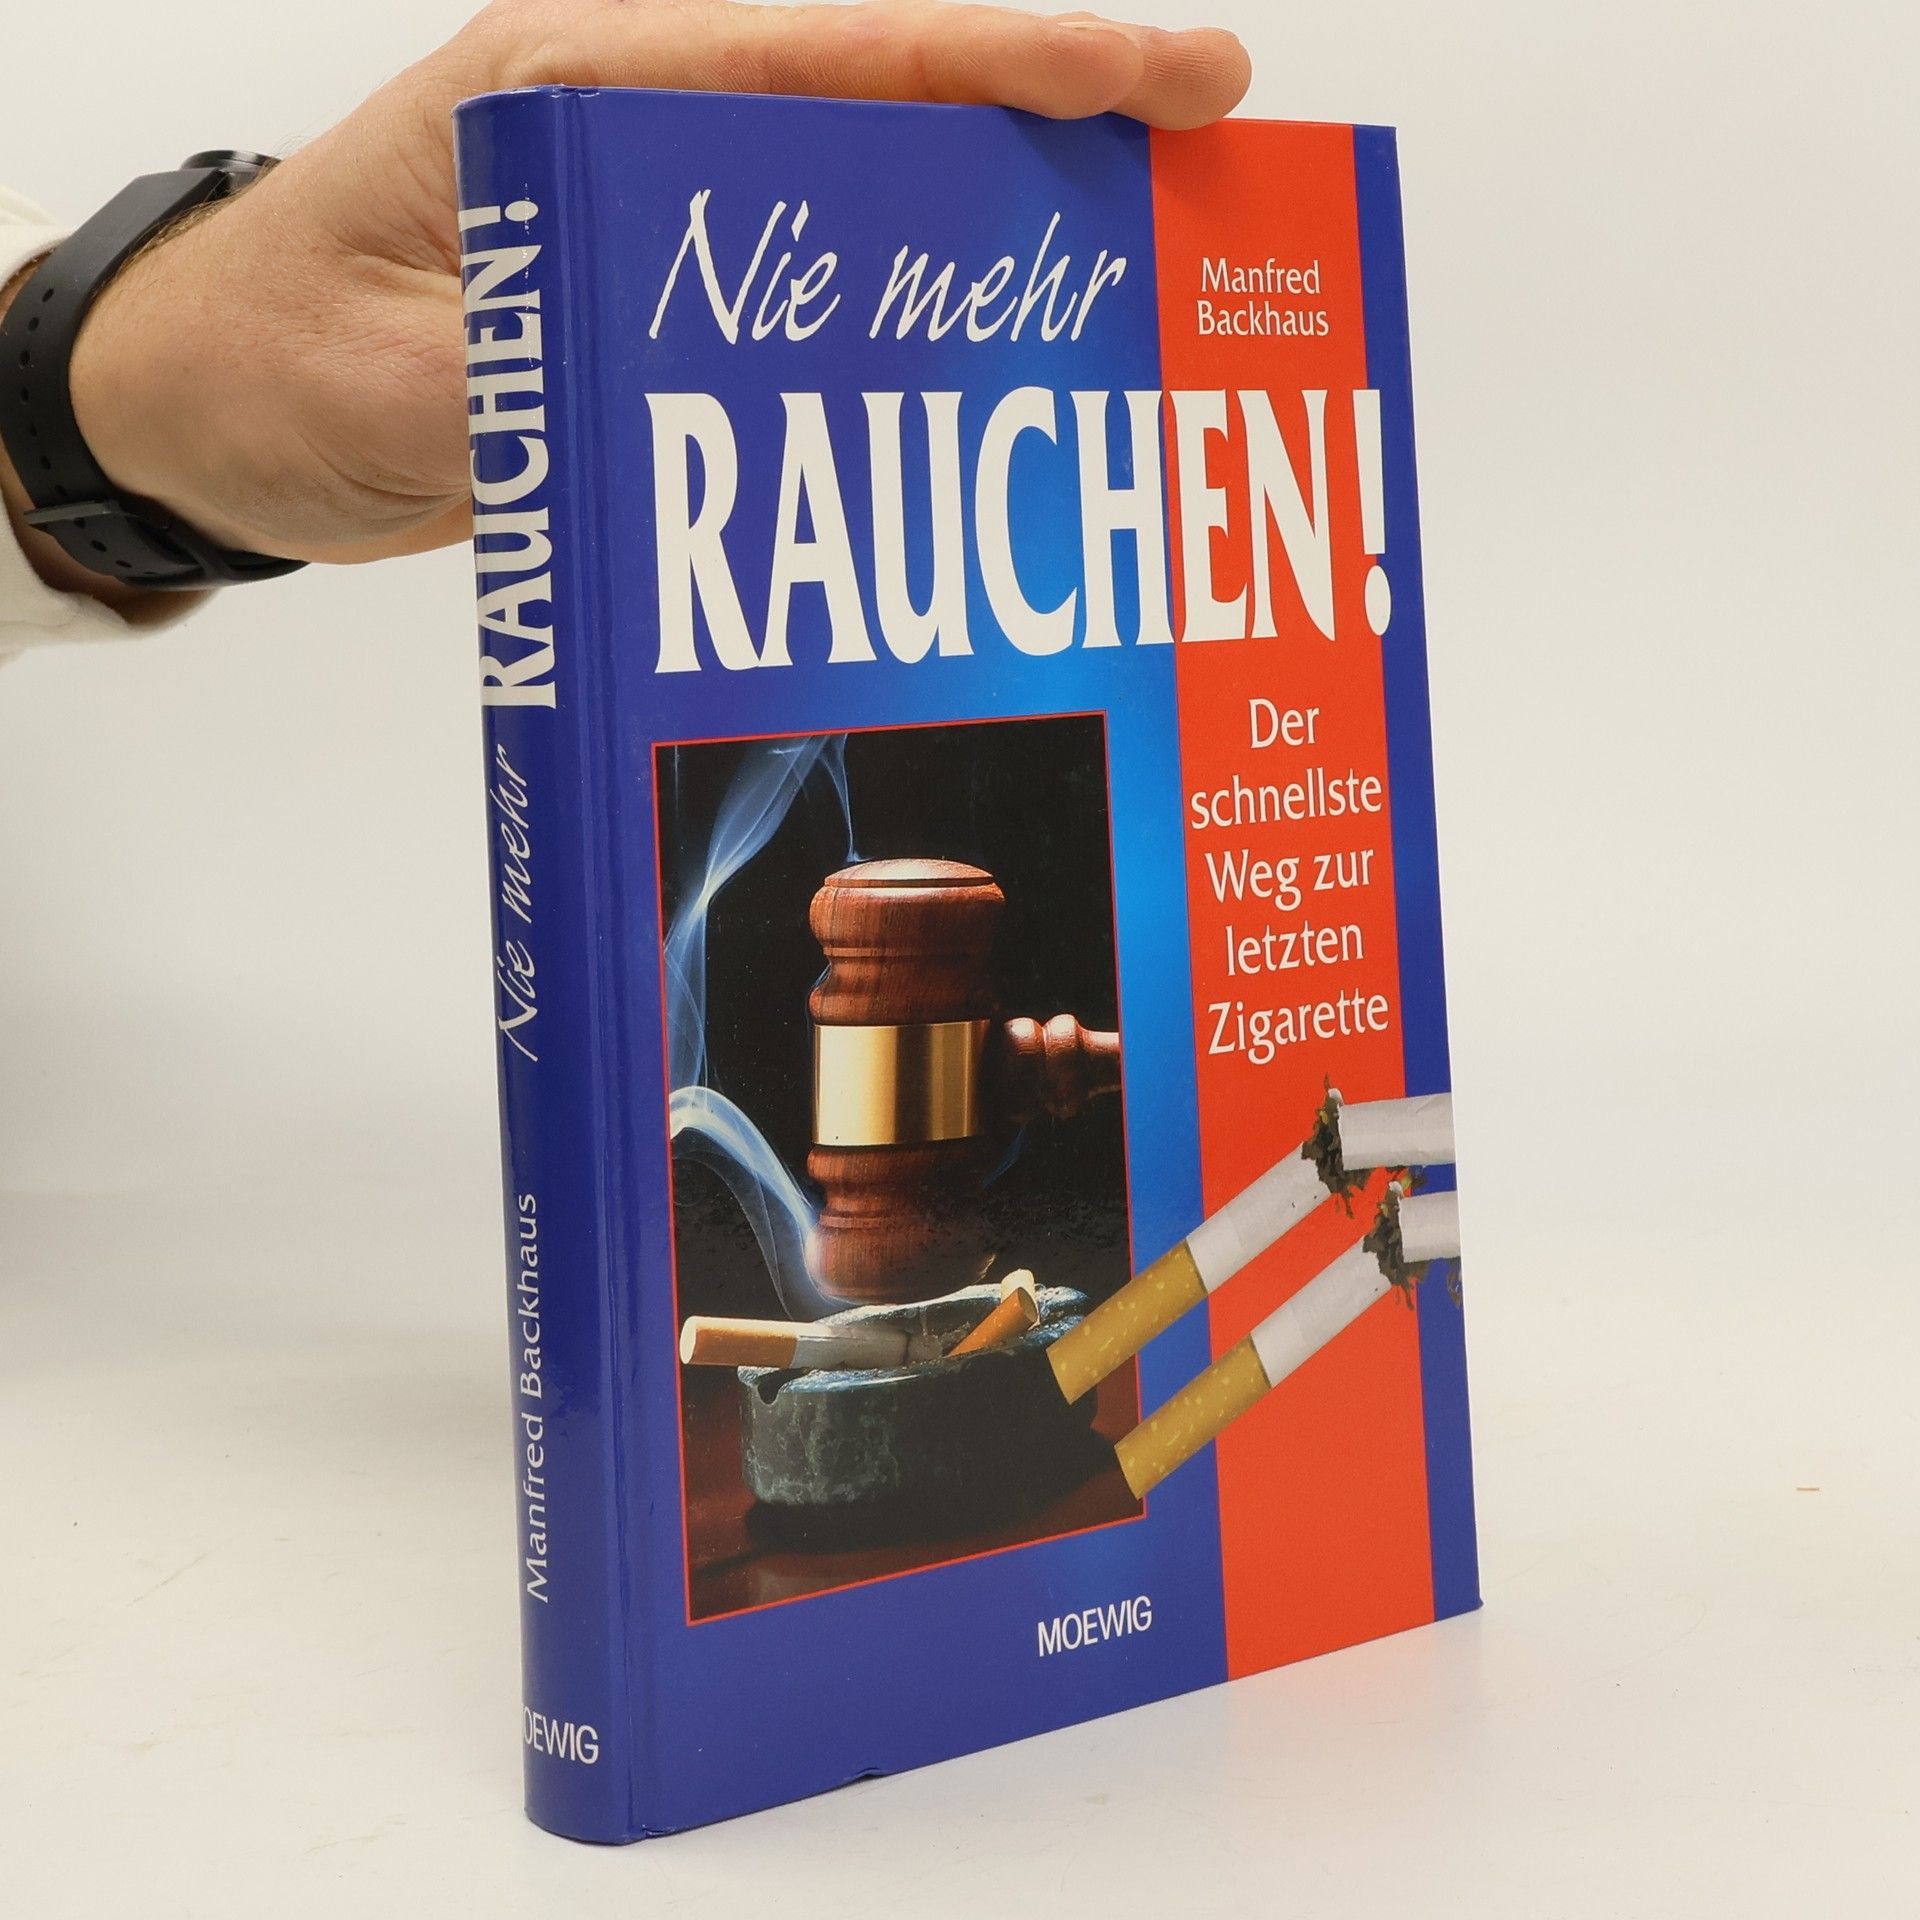 Nie mehr
RAUCHEN!
Manfred
Backhaus
Der
schnellste
Weg zur
letzten
Zigarette
MOEWIG
Manfred Backhaus Nie mehr RAUCHEN!
MOEWIG